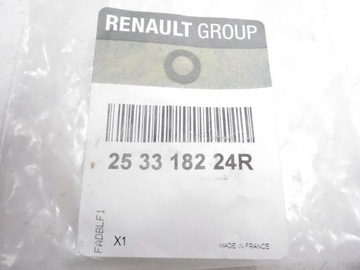 RENAULT GROUP
25 33 182 24R
FADBLF1
X1
MADE IN FRANCE